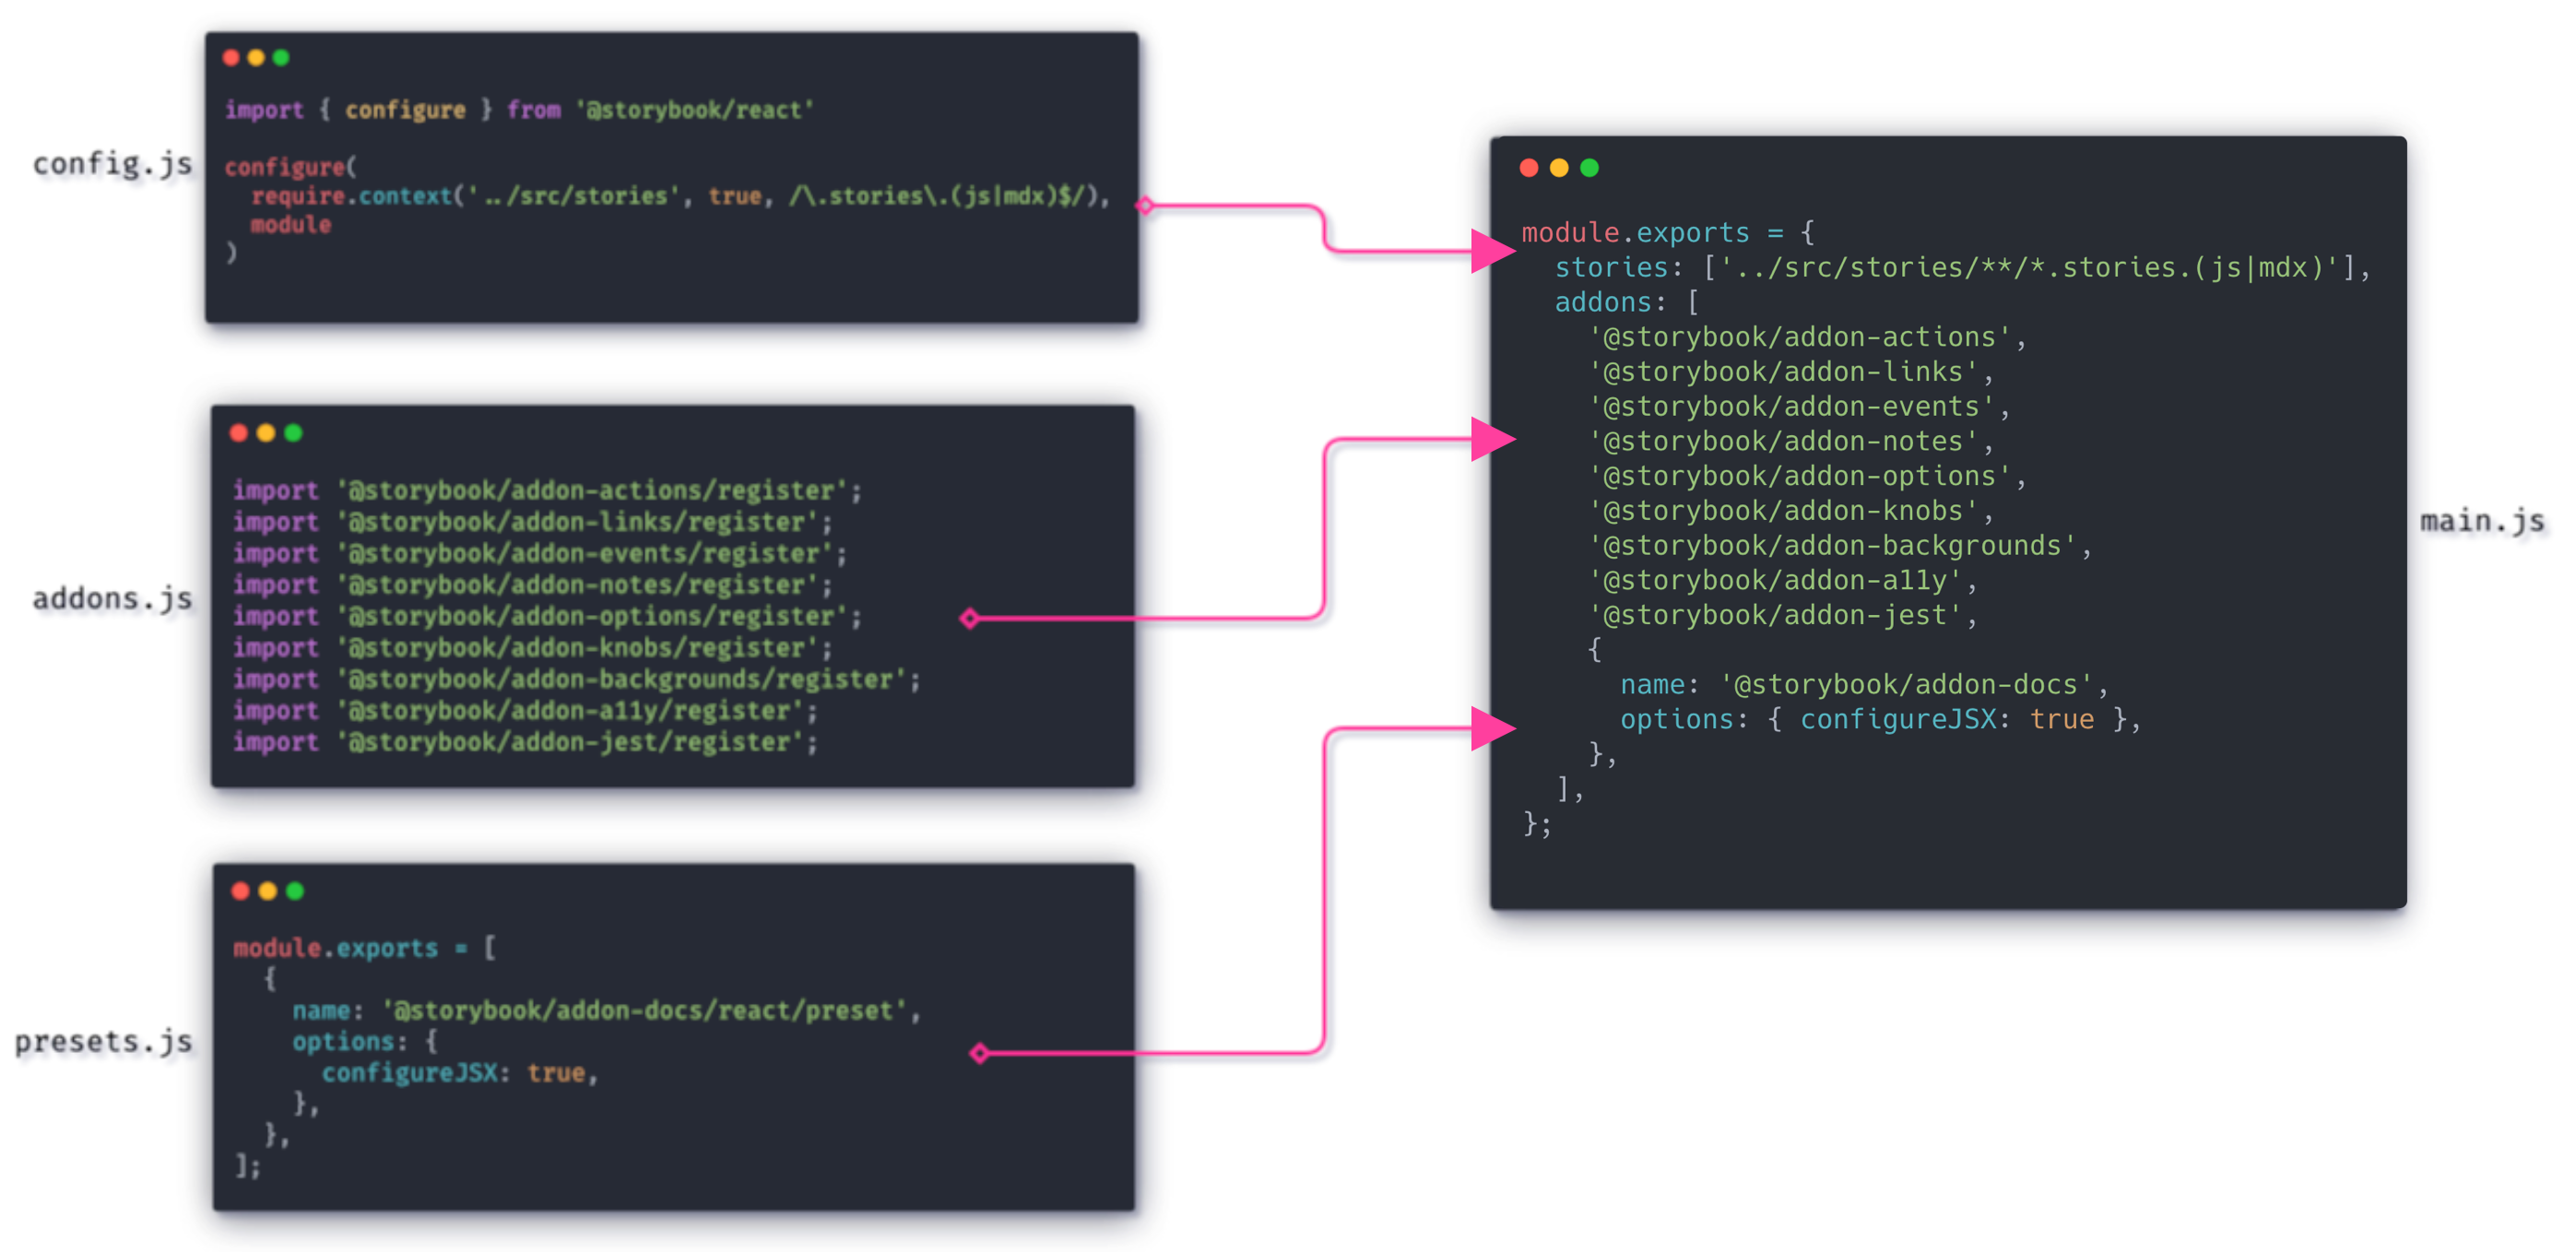 config.js
import { configure } from '@storybook/react'
configure(
  require.context('../src/stories', true, /\.stories\.(js|mdx)$/),
  module
)
addons.js
import '@storybook/addon-actions/register';
import '@storybook/addon-links/register';
import '@storybook/addon-events/register';
import '@storybook/addon-notes/register';
import '@storybook/addon-options/register';
import '@storybook/addon-knobs/register';
import '@storybook/addon-backgrounds/register';
import '@storybook/addon-a11y/register';
import '@storybook/addon-jest/register';
presets.js
module.exports = [
  {
    name: '@storybook/addon-docs/react/preset',
    options: {
      configureJSX: true,
    },
  },
];
main.js
module.exports = {
  stories: ['../src/stories/**/*.stories.(js|mdx)'],
  addons: [
    '@storybook/addon-actions',
    '@storybook/addon-links',
    '@storybook/addon-events',
    '@storybook/addon-notes',
    '@storybook/addon-options',
    '@storybook/addon-knobs',
    '@storybook/addon-backgrounds',
    '@storybook/addon-a11y',
    '@storybook/addon-jest',
    {
      name: '@storybook/addon-docs',
      options: { configureJSX: true },
    },
  ],
};